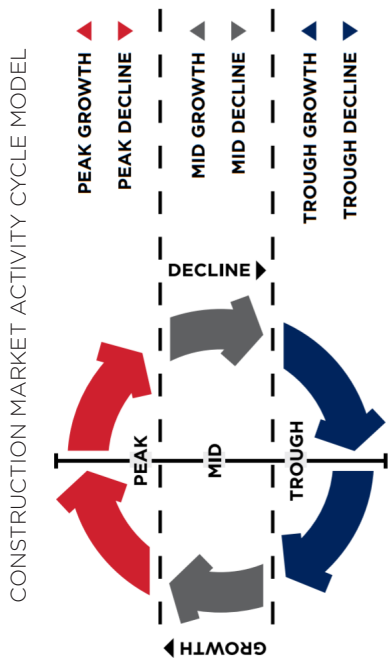 CONSTRUCTION MARKET ACTIVITY CYCLE MODEL
PEAK GROWTH
PEAK DECLINE
MID GROWTH
MID DECLINE
TROUGH GROWTH
TROUGH DECLINE
DECLINE
PEAK
MID
TROUGH
GROWTH